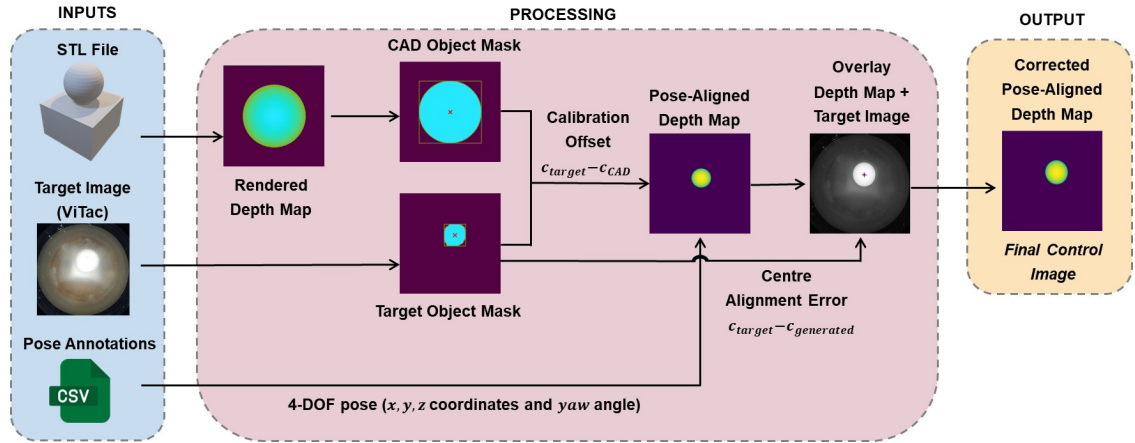 INPUTS
PROCESSING
OUTPUT
STL File
Target Image
(ViTac)
Pose Annotations
CSV
CAD Object Mask
Rendered
Depth Map
Target Object Mask
Calibration
Offset
c_target−c_CAD
Pose-Aligned
Depth Map
Overlay
Depth Map +
Target Image
Centre
Alignment Error
c_target−c_generated
4-DOF pose (x, y, z coordinates and yaw angle)
Corrected
Pose-Aligned
Depth Map
Final Control
Image